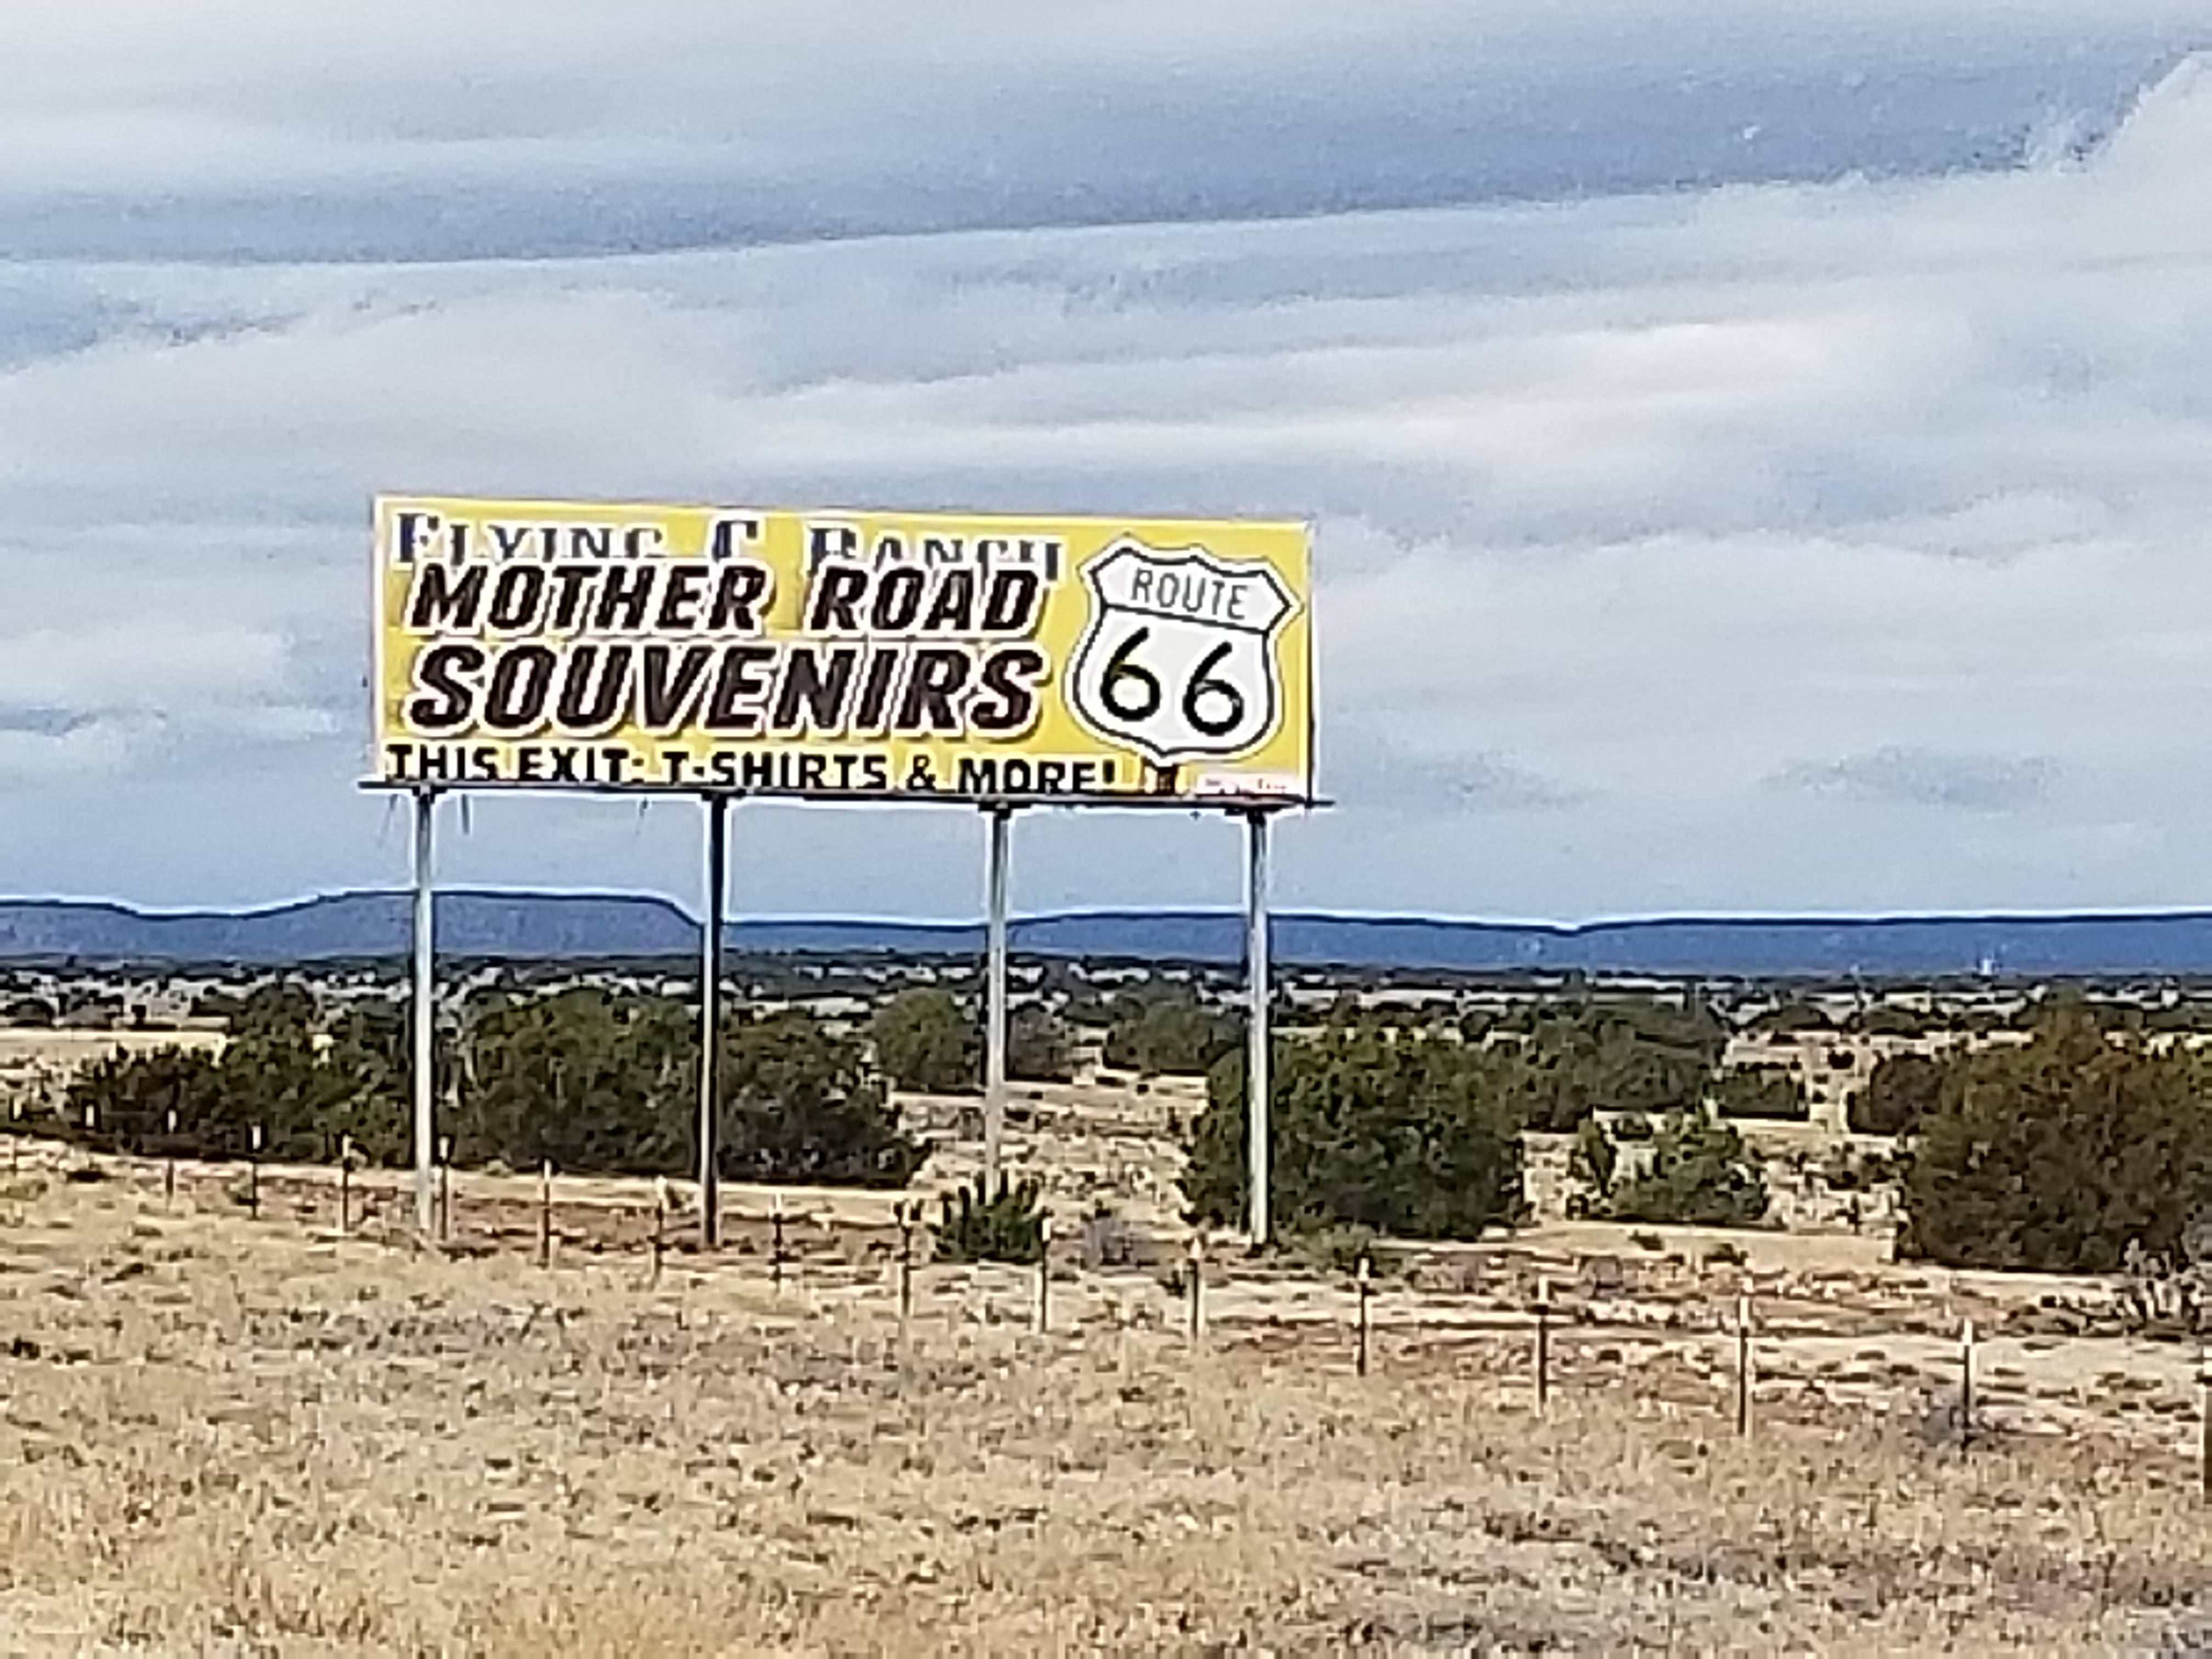 FLYING C RANCH
MOTHER ROAD
SOUVENIRS
THIS EXIT: T-SHIRTS & MORE!
ROUTE
66